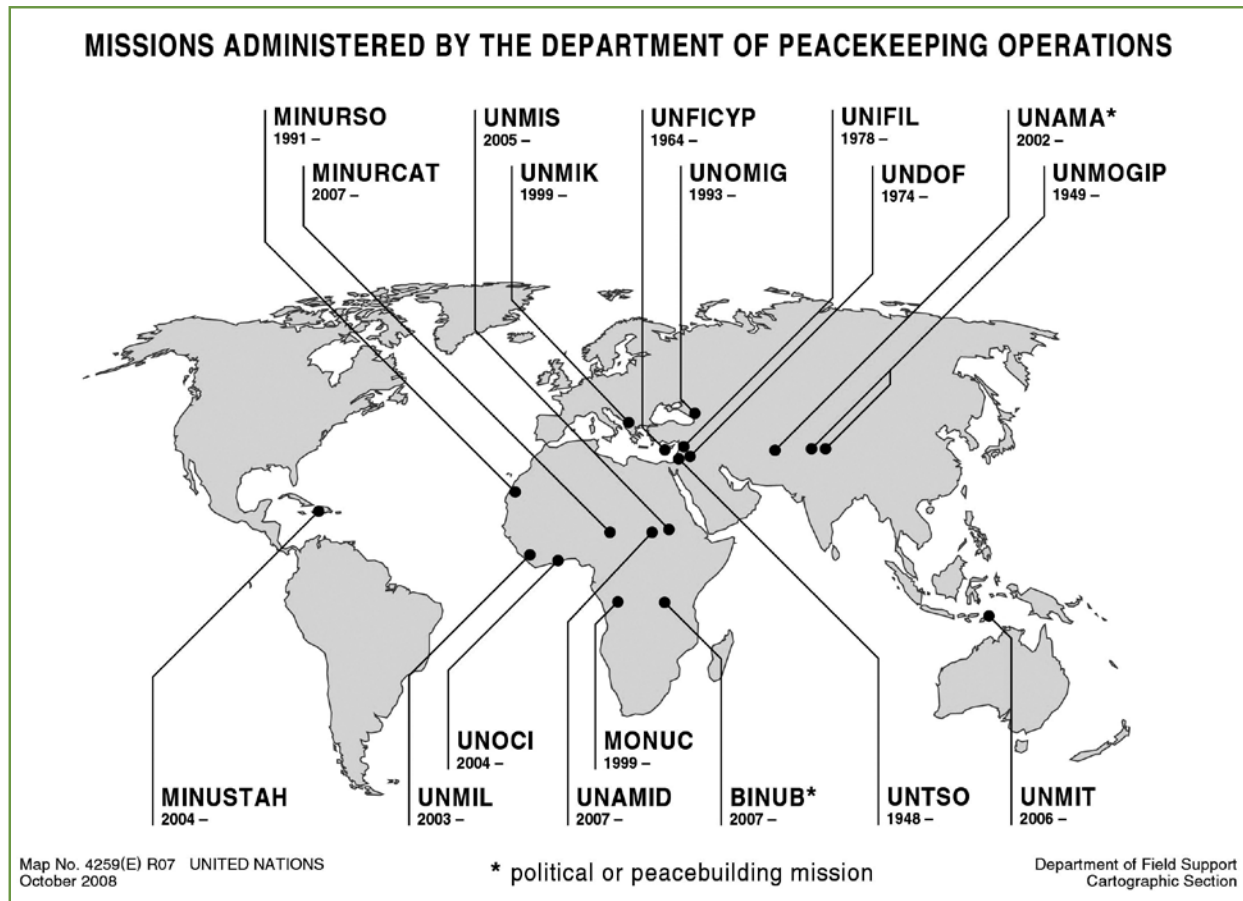 MISSIONS ADMINISTERED BY THE DEPARTMENT OF PEACEKEEPING OPERATIONS
MINURSO
1991 –
UNMIS
2005 –
UNFICYP
1964 –
UNIFIL
1978 –
UNAMA*
2002 –
MINURCAT
2007 –
UNMIK
1999 –
UNOMIG
1993 –
UNDOF
1974 –
UNMOGIP
1949 –
UNOCI
2004 –
MONUC
1999 –
MINUSTAH
2004 –
UNMIL
2003 –
UNAMID
2007 –
BINUB*
2007 –
UNTSO
1948 –
UNMIT
2006 –
Map No. 4259(E) R07 UNITED NATIONS
October 2008
* political or peacebuilding mission
Department of Field Support
Cartographic Section